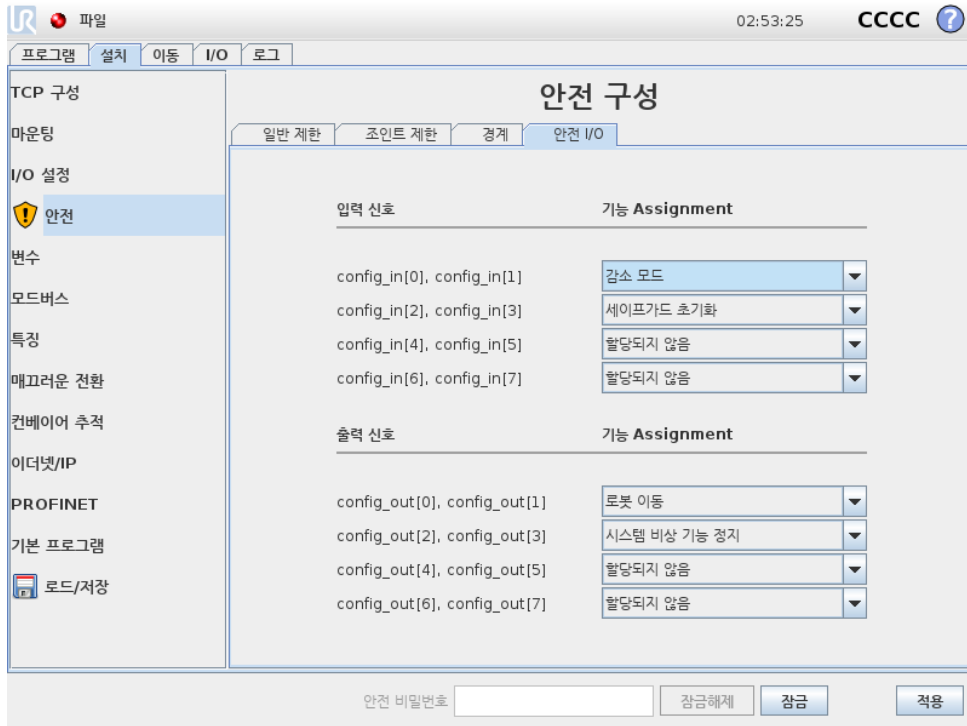 UR 파일 02:53:25 CCCC ?
프로그램 설치 이동 I/O 로그
TCP 구성
마운팅
I/O 설정
안전
변수
모드버스
특징
매끄러운 전환
컨베이어 추적
이더넷/IP
PROFINET
기본 프로그램
로드/저장
안전 구성
일반 제한 조인트 제한 경계 안전 I/O
입력 신호 기능 Assignment
config_in[0], config_in[1] 감소 모드
config_in[2], config_in[3] 세이프가드 초기화
config_in[4], config_in[5] 할당되지 않음
config_in[6], config_in[7] 할당되지 않음
출력 신호 기능 Assignment
config_out[0], config_out[1] 로봇 이동
config_out[2], config_out[3] 시스템 비상 기능 정지
config_out[4], config_out[5] 할당되지 않음
config_out[6], config_out[7] 할당되지 않음
안전 비밀번호 잠금해제 잠금 적용